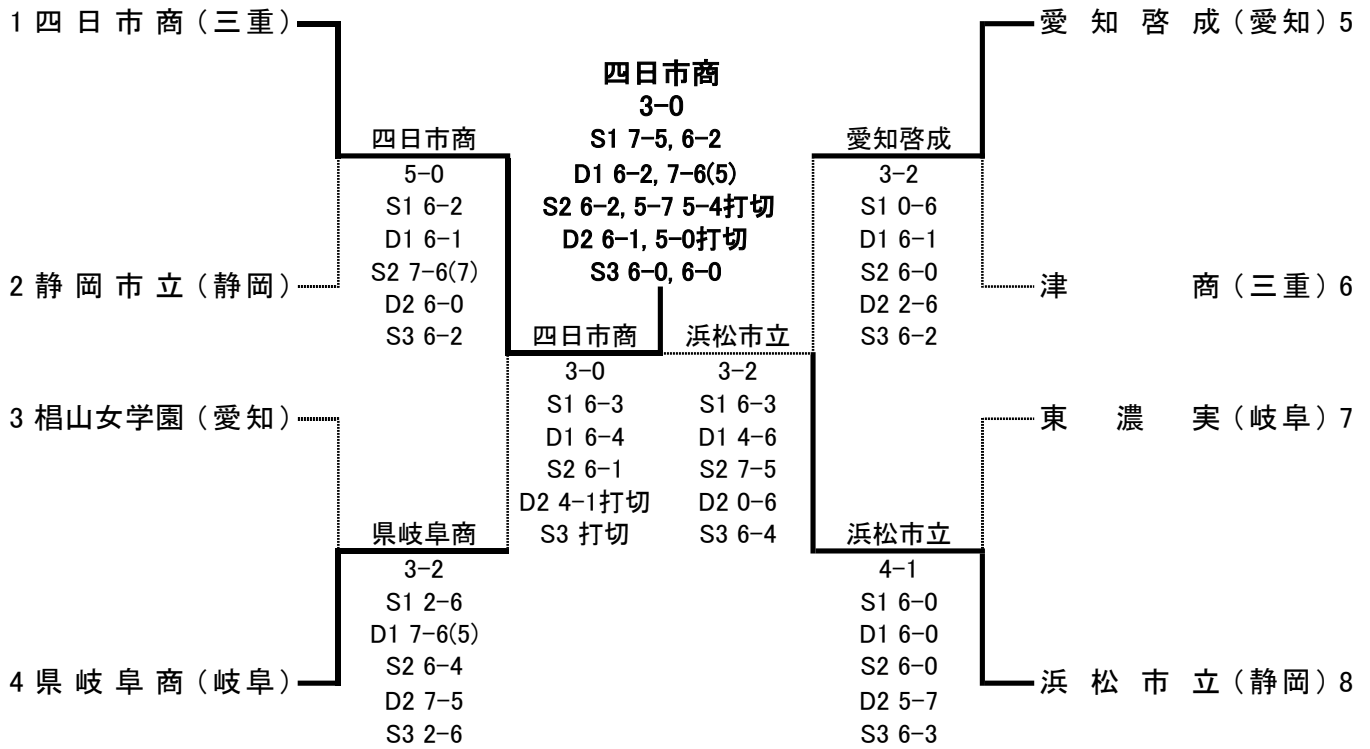 1 四日市商（三重）
愛知啓成（愛知）5
四日市商
3-0
S1 7-5, 6-2
D1 6-2, 7-6(5)
S2 6-2, 5-7 5-4打切
D2 6-1, 5-0打切
S3 6-0, 6-0
四日市商
5-0
S1 6-2
D1 6-1
S2 7-6(7)
D2 6-0
S3 6-2
愛知啓成
3-2
S1 0-6
D1 6-1
S2 6-0
D2 2-6
S3 6-2
2 静岡市立（静岡）
津商（三重）6
四日市商
3-0
S1 6-3
D1 6-4
S2 6-1
D2 4-1打切
S3 打切
浜松市立
3-2
S1 6-3
D1 4-6
S2 7-5
D2 0-6
S3 6-4
3 椙山女学園（愛知）
東濃実（岐阜）7
県岐阜商
3-2
S1 2-6
D1 7-6(5)
S2 6-4
D2 7-5
S3 2-6
浜松市立
4-1
S1 6-0
D1 6-0
S2 6-0
D2 5-7
S3 6-3
4 県岐阜商（岐阜）
浜松市立（静岡）8